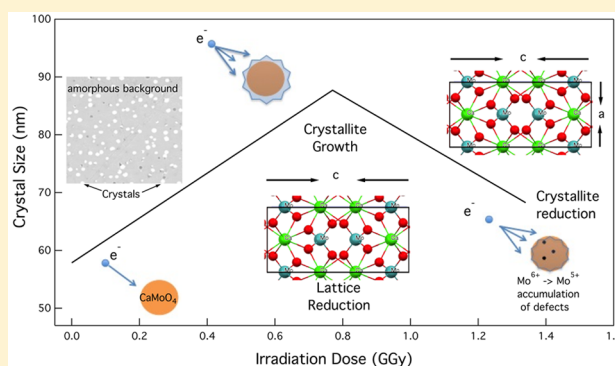 100
90
80
70
60
50
Crystal Size (nm)
amorphous background
Crystals
e⁻
Crystallite
Growth
c
a
c
Lattice
Reduction
e⁻
CaMoO₄
Crystallite
reduction
e⁻
Mo⁶⁺ -> Mo⁵⁺
accumulation
of defects
0.0 0.2 0.4 0.6 0.8 1.0 1.2 1.4 1.
Irradiation Dose (GGy)